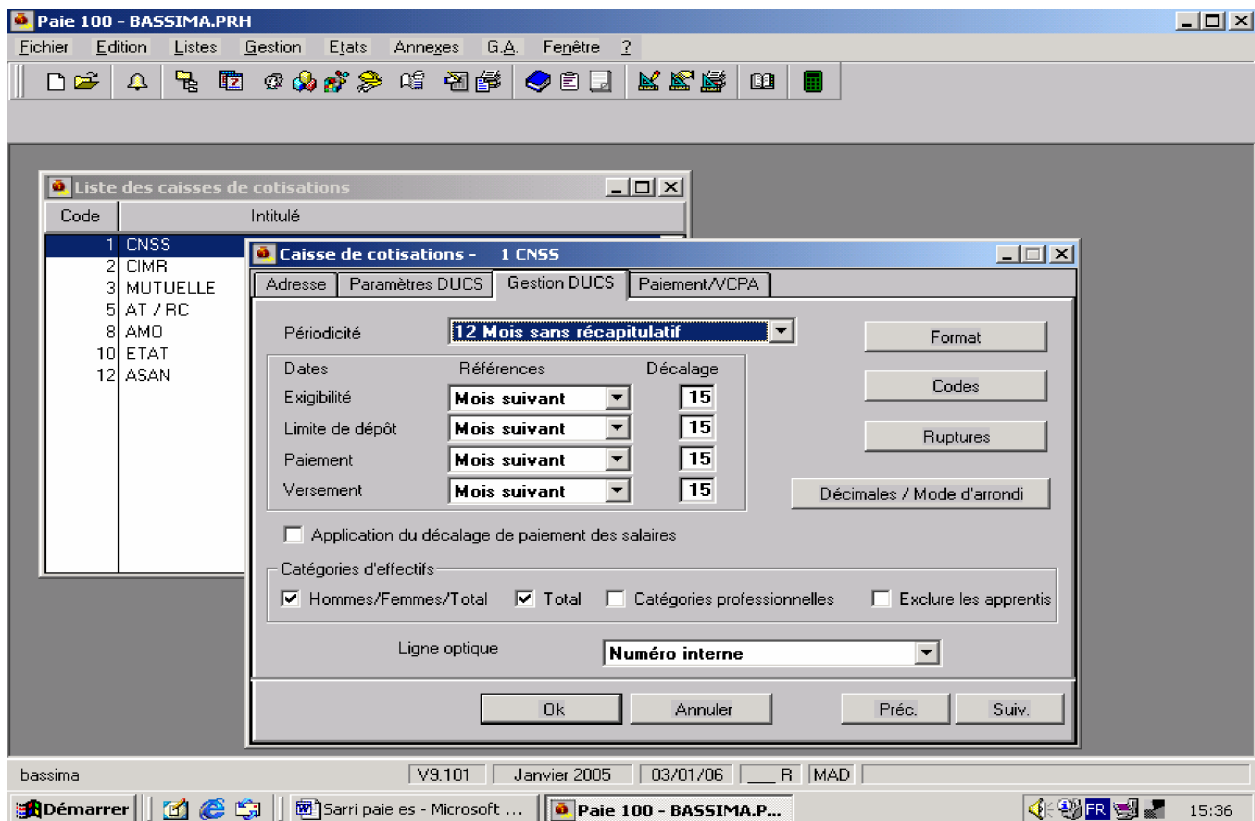 Paie 100 - BASSIMA.PRH
Fichier Edition Listes Gestion Etats Annexes G.A. Fenêtre ?
Liste des caisses de cotisations
Code Intitulé
1 CNSS
2 CIMR
3 MUTUELLE
5 AT / RC
8 AMO
10 ETAT
12 ASAN
Caisse de cotisations - 1 CNSS
Adresse Paramètres DUCS Gestion DUCS Paiement/VCPA
Périodicité 12 Mois sans récapitulatif Format
Dates Références Décalage
Codes
Exigibilité Mois suivant 15
Limite de dépôt Mois suivant 15
Ruptures
Paiement Mois suivant 15
Versement Mois suivant 15
Décimales / Mode d'arrondi
Application du décalage de paiement des salaires
Catégories d'effectifs
Hommes/Femmes/Total Total Catégories professionnelles Exclure les apprentis
Ligne optique Numéro interne
Ok Annuler Préc. Suiv.
bassima V9.101 Janvier 2005 03/01/06 ___ R MAD
Démarrer Sarri paie es - Microsoft ... Paie 100 - BASSIMA.P... FR 15:36